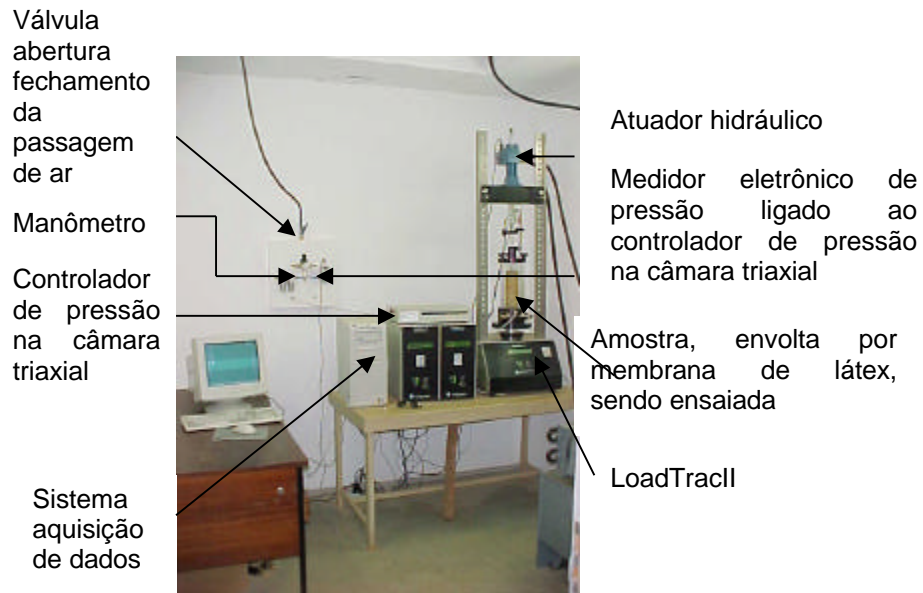 Válvula
abertura
fechamento
da
passagem
de ar
Manômetro
Controlador
de pressão
na câmara
triaxial
Sistema
aquisição
de dados
Atuador hidráulico
Medidor eletrônico de
pressão ligado ao
controlador de pressão
na câmara triaxial
Amostra, envolta por
membrana de látex,
sendo ensaiada
LoadTracII